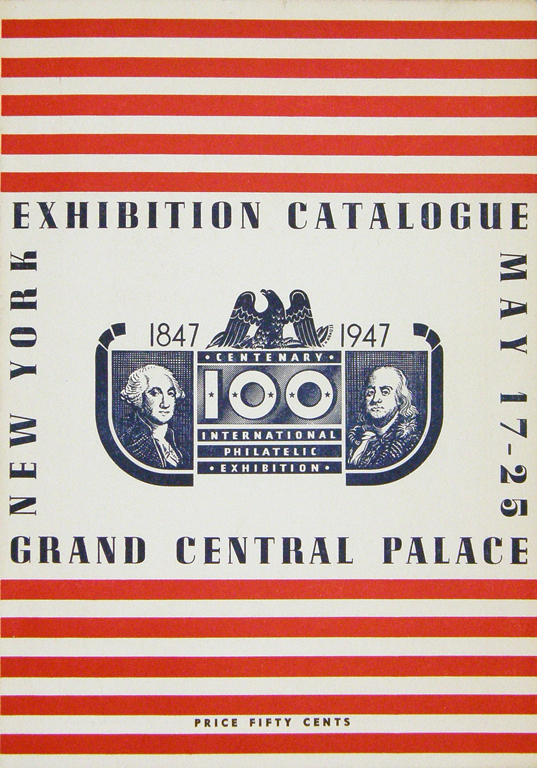 EXHIBITION CATALOGUE
NEW YORK
MAY 17-25
1847
1947
CENTENARY
100
INTERNATIONAL
PHILATELIC
EXHIBITION
GRAND CENTRAL PALACE
PRICE FIFTY CENTS